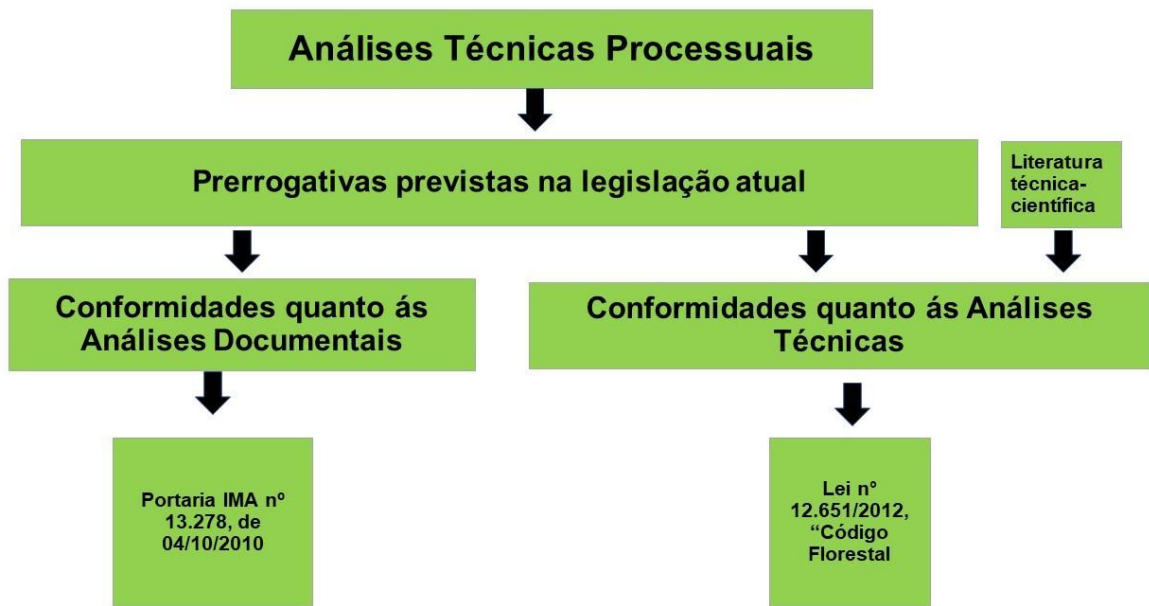 Análises Técnicas Processuais
Prerrogativas previstas na legislação atual
Literatura
técnica-
científica
Conformidades quanto ás
Análises Documentais
Conformidades quanto ás Análises
Técnicas
Portaria IMA nº
13.278, de
04/10/2010
Lei nº
12.651/2012,
“Código
Florestal